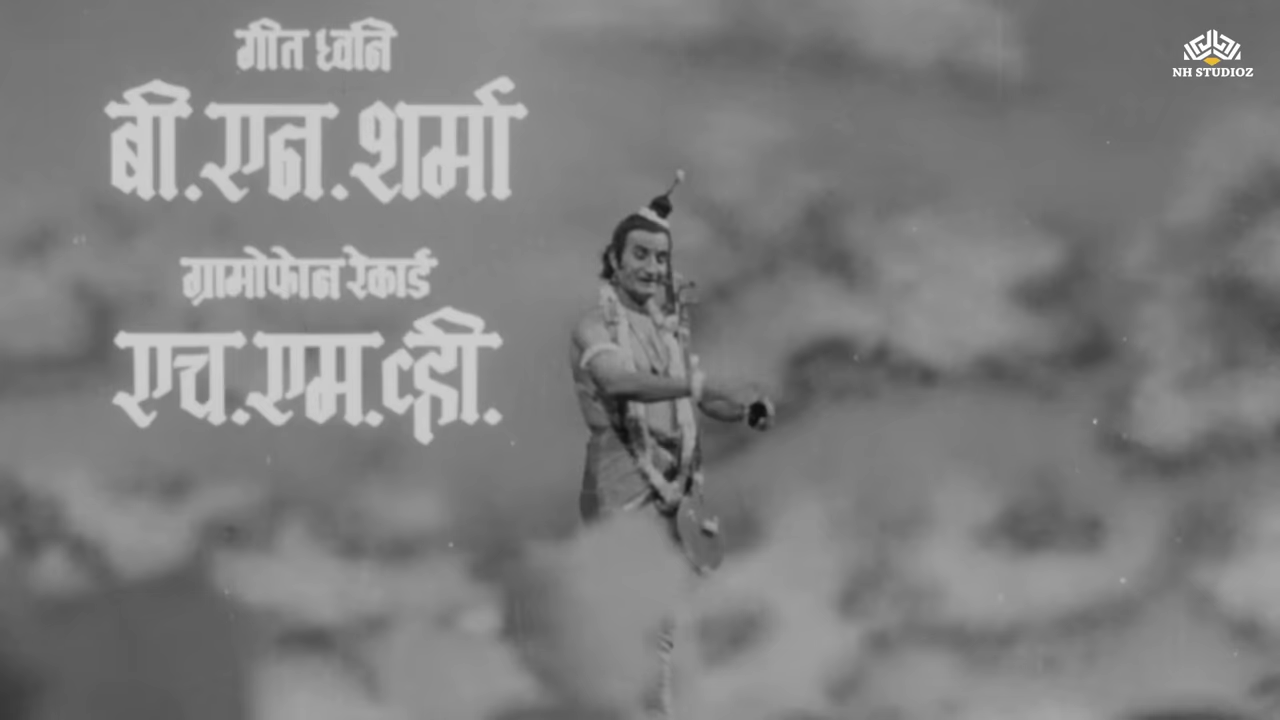 गीत ध्वनि
बी.एन.शर्मा
ग्रामोफोन रेकार्ड
एच.एम.व्ही.
NH STUDIOZ